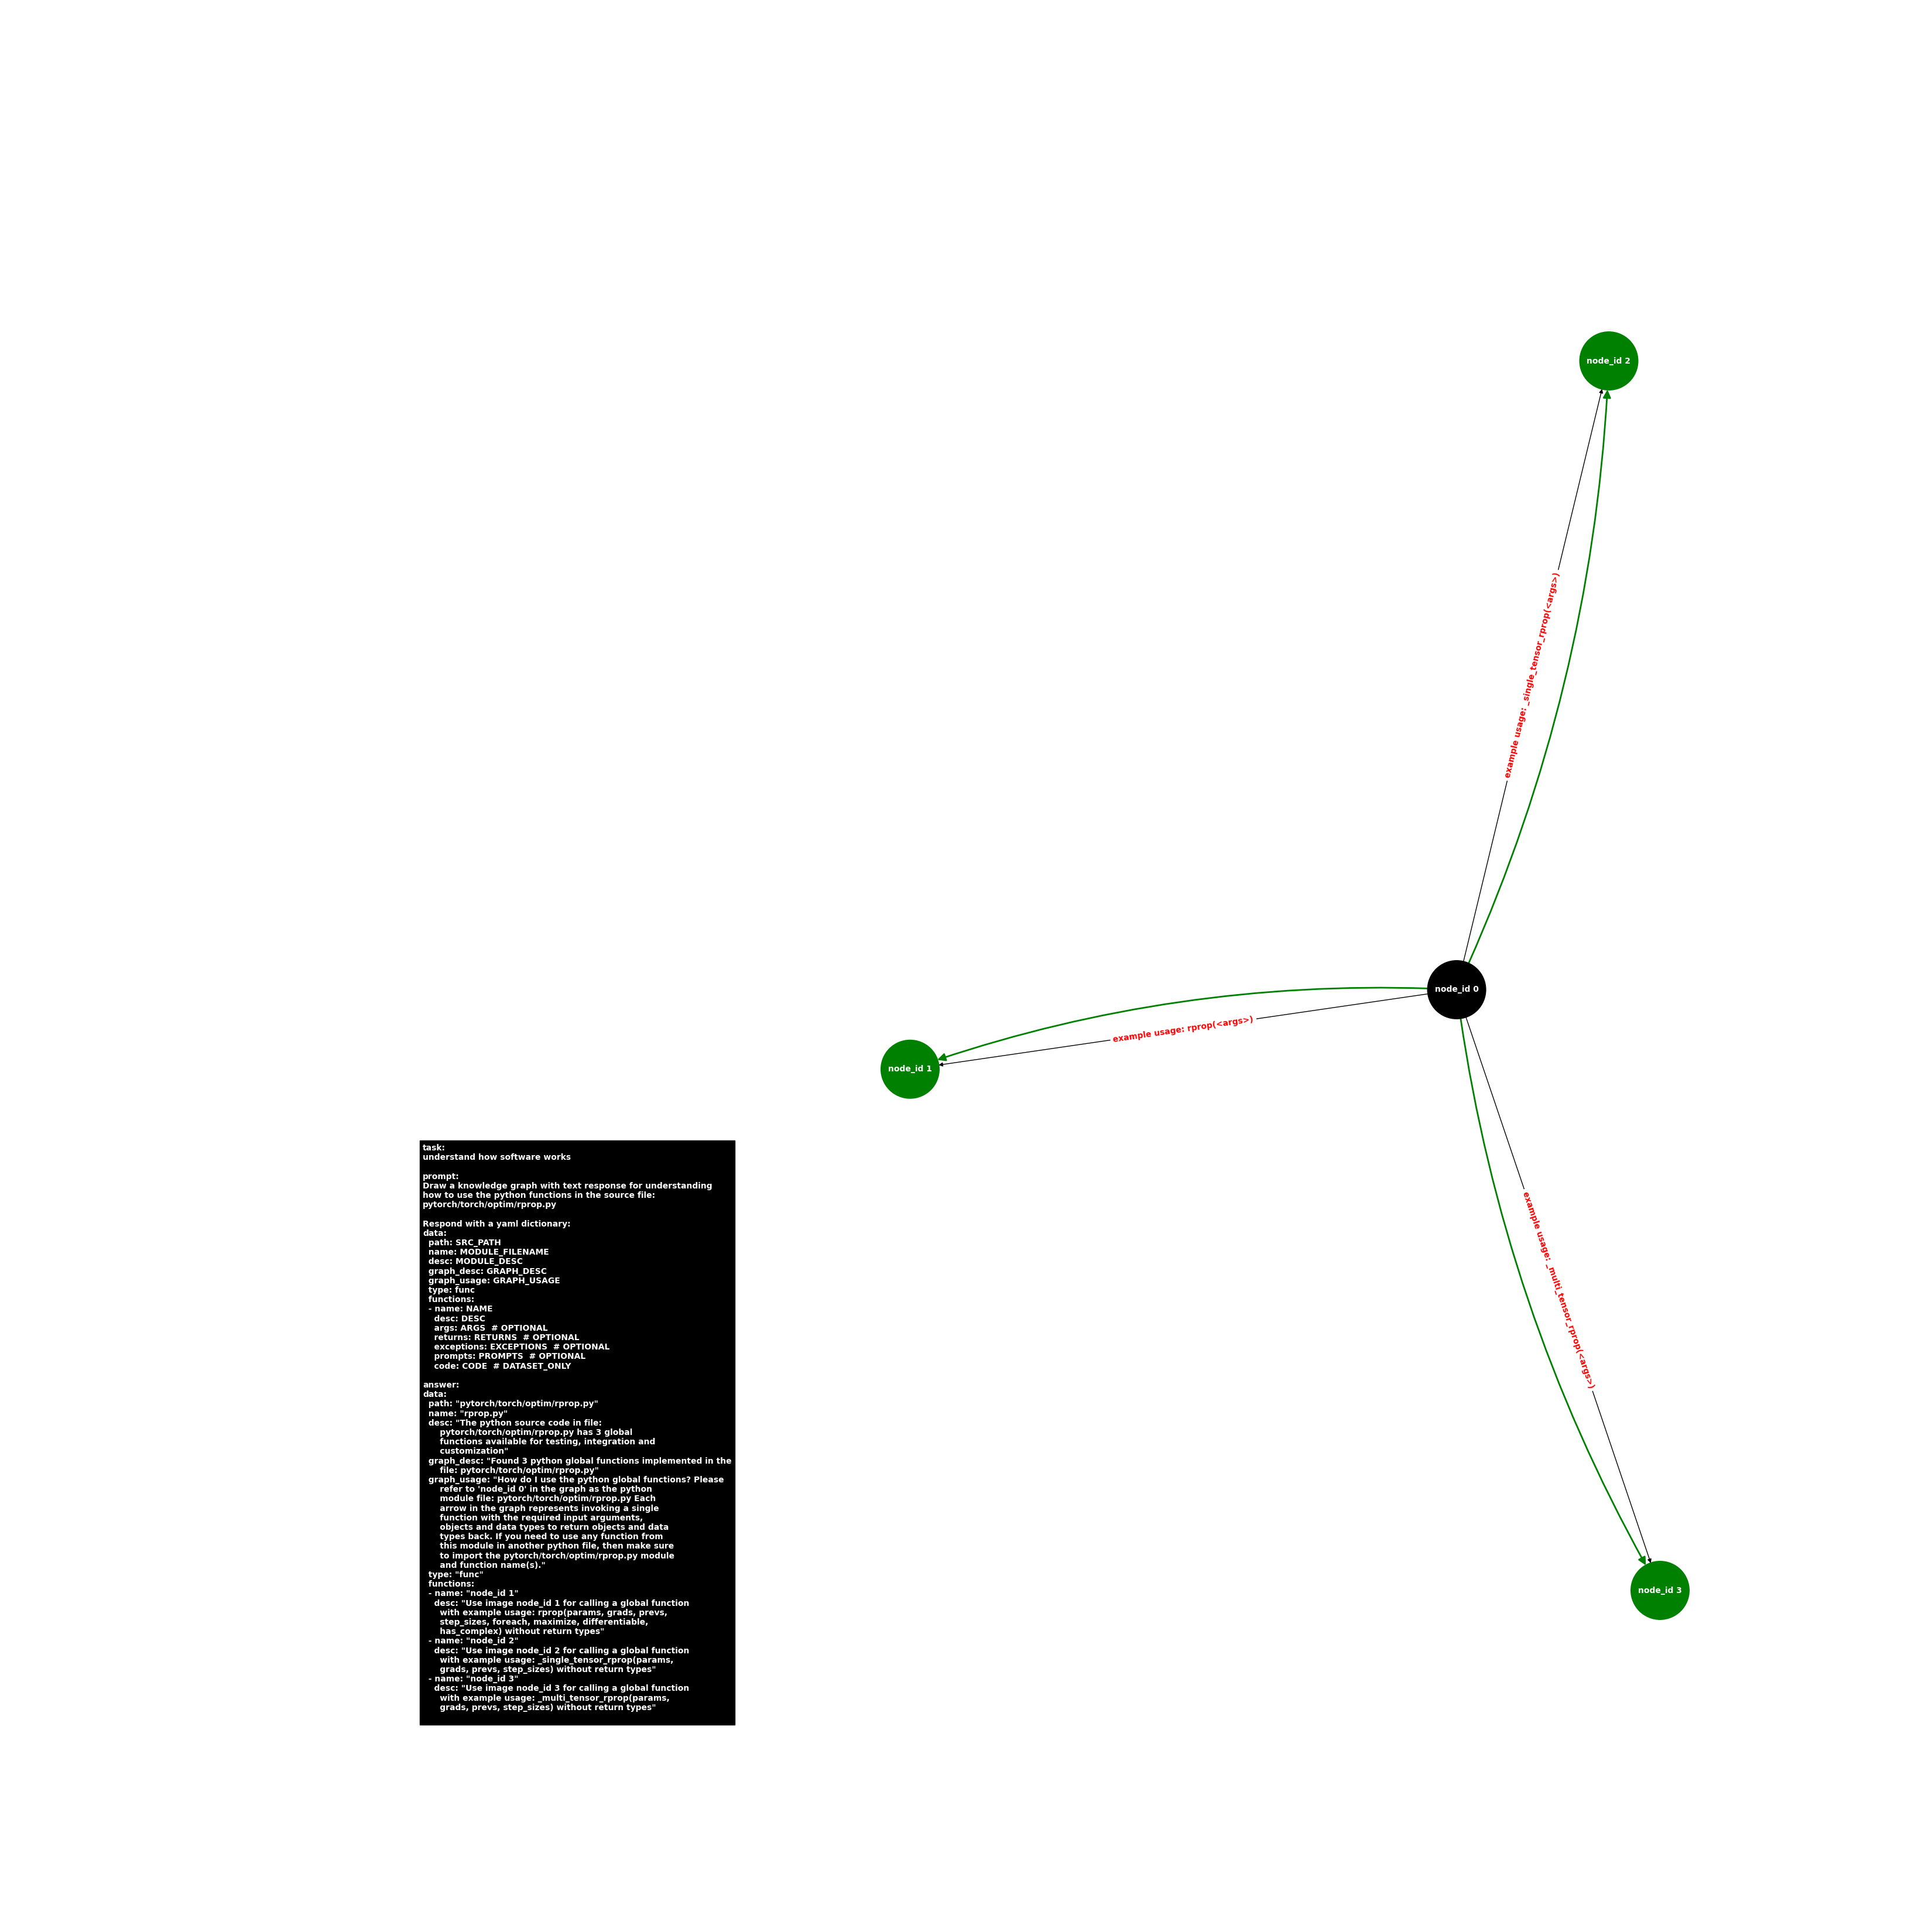 node_id 2
example usage: _single_tensor_rprop(<args>)
node_id 0
example usage: rprop(<args>)
node_id 1
example usage: _multi_tensor_rprop(<args>)
node_id 3
task:
understand how software works

prompt:
Draw a knowledge graph with text response for understanding
how to use the python functions in the source file:
pytorch/torch/optim/rprop.py

Respond with a yaml dictionary:
data:
  path: SRC_PATH
  name: MODULE_FILENAME
  desc: MODULE_DESC
  graph_desc: GRAPH_DESC
  graph_usage: GRAPH_USAGE
  type: func
  functions:
  - name: NAME
    desc: DESC
    args: ARGS  # OPTIONAL
    returns: RETURNS  # OPTIONAL
    exceptions: EXCEPTIONS  # OPTIONAL
    prompts: PROMPTS  # OPTIONAL
    code: CODE  # DATASET_ONLY

answer:
data:
  path: "pytorch/torch/optim/rprop.py"
  name: "rprop.py"
  desc: "The python source code in file:
      pytorch/torch/optim/rprop.py has 3 global
      functions available for testing, integration and
      customization"
  graph_desc: "Found 3 python global functions implemented in the
      file: pytorch/torch/optim/rprop.py"
  graph_usage: "How do I use the python global functions? Please
      refer to 'node_id 0' in the graph as the python
      module file: pytorch/torch/optim/rprop.py Each
      arrow in the graph represents invoking a single
      function with the required input arguments,
      objects and data types to return objects and data
      types back. If you need to use any function from
      this module in another python file, then make sure
      to import the pytorch/torch/optim/rprop.py module
      and function name(s)."
  type: "func"
  functions:
  - name: "node_id 1"
    desc: "Use image node_id 1 for calling a global function
      with example usage: rprop(params, grads, prevs,
      step_sizes, foreach, maximize, differentiable,
      has_complex) without return types"
  - name: "node_id 2"
    desc: "Use image node_id 2 for calling a global function
      with example usage: _single_tensor_rprop(params,
      grads, prevs, step_sizes) without return types"
  - name: "node_id 3"
    desc: "Use image node_id 3 for calling a global function
      with example usage: _multi_tensor_rprop(params,
      grads, prevs, step_sizes) without return types"